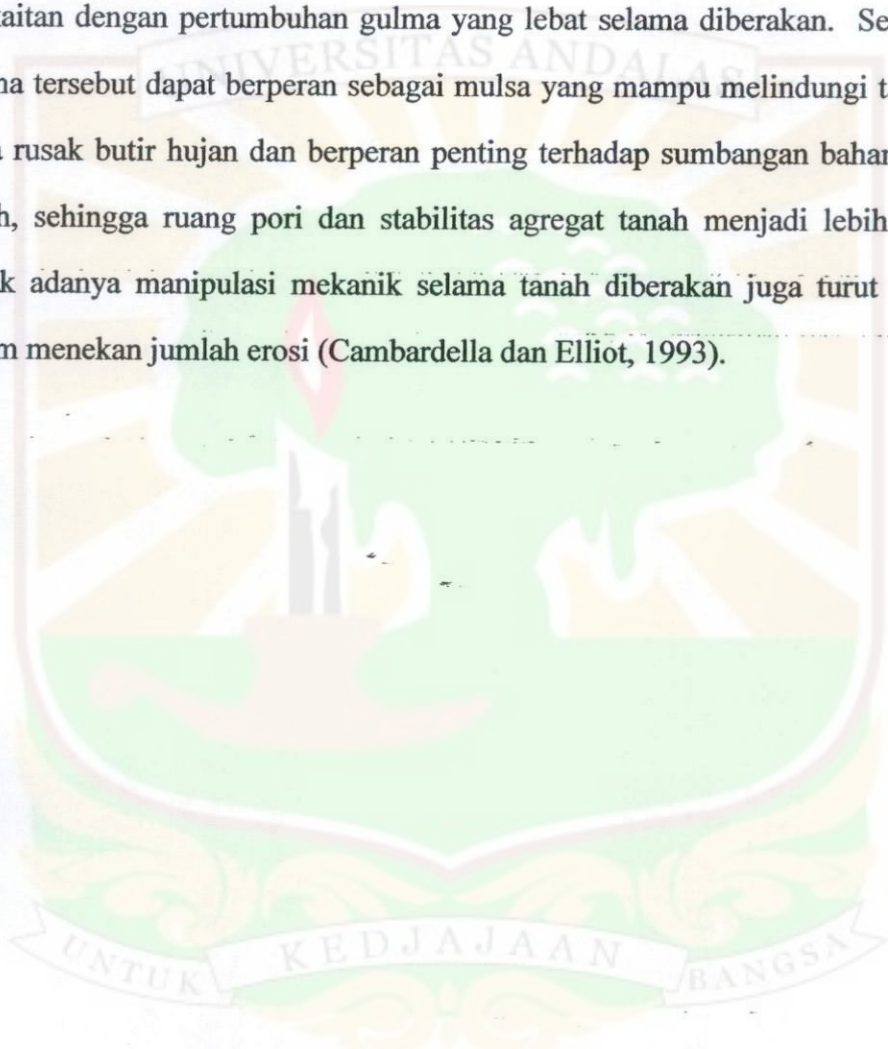 kaitan dengan pertumbuhan gulma yang lebat selama diberakan. Se
na tersebut dapat berperan sebagai mulsa yang mampu melindungi t
rusak butir hujan dan berperan penting terhadap sumbangan bahan
h, sehingga ruang pori dan stabilitas agregat tanah menjadi lebih
k adanya manipulasi mekanik selama tanah diberakan juga turut
m menekan jumlah erosi (Cambardella dan Elliot, 1993).
UNIVERSITAS ANDALAS
UNTUK KEDJAJAAN BANGSA